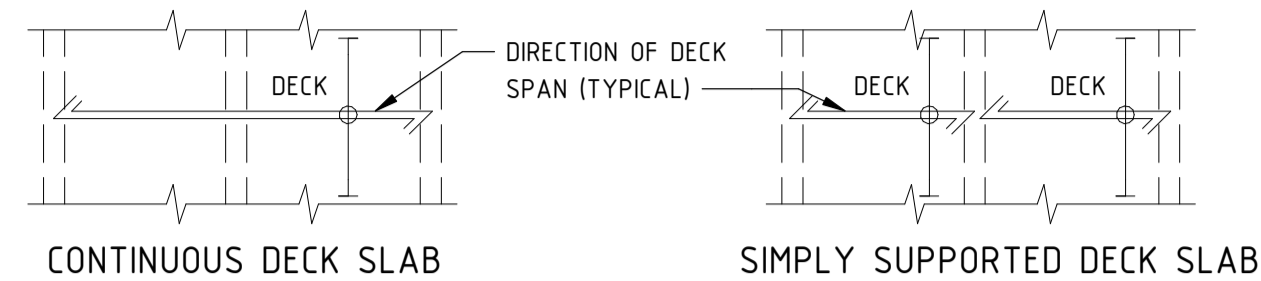 DIRECTION OF DECK
SPAN (TYPICAL)
DECK
DECK
DECK
CONTINUOUS DECK SLAB
SIMPLY SUPPORTED DECK SLAB